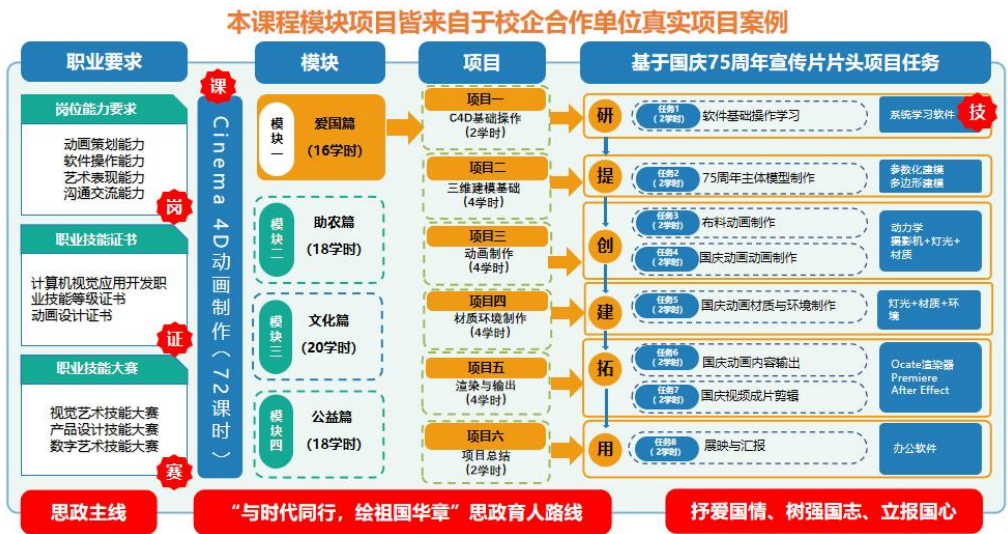 本课程模块项目皆来自于校企合作单位真实项目案例
职业要求
岗位能力要求
动画策划能力
软件操作能力
艺术表现能力
沟通交流能力
岗
职业技能证书
计算机视觉应用开发职
业技能等级证书
动画设计证书
证
职业技能大赛
视觉艺术技能大赛
产品设计技能大赛
数字艺术技能大赛
赛
课
Cinema 4D动画制作（72课时）
模块
模块一
爱国篇
(16学时)
模块二
助农篇
(18学时)
模块三
文化篇
(20学时)
模块四
公益篇
(18学时)
项目
项目一
C4D基础操作
(2学时)
项目二
三维建模基础
(4学时)
项目三
动画制作
(4学时)
项目四
材质环境制作
(4学时)
项目五
渲染与输出
(4学时)
项目六
项目总结
(2学时)
基于国庆75周年宣传片片头项目任务
研
任务1
(2学时)
软件基础操作学习
系统学习软件
技
提
任务2
(2学时)
75周年主体模型制作
参数化建模
多边形建模
创
任务3
(2学时)
布料动画制作
任务4
(2学时)
国庆动画动画制作
动力学
摄影机+灯光+
材质
建
任务5
(2学时)
国庆动画材质与环境制作
灯光+材质+环
境
拓
任务6
(2学时)
国庆动画内容输出
任务7
(2学时)
国庆视频成片剪辑
Ocate渲染器
Premiere
After Effect
用
任务8
(2学时)
展映与汇报
办公软件
思政主线
“与时代同行，绘祖国华章”思政育人路线
抒爱国情、树强国志、立报国心